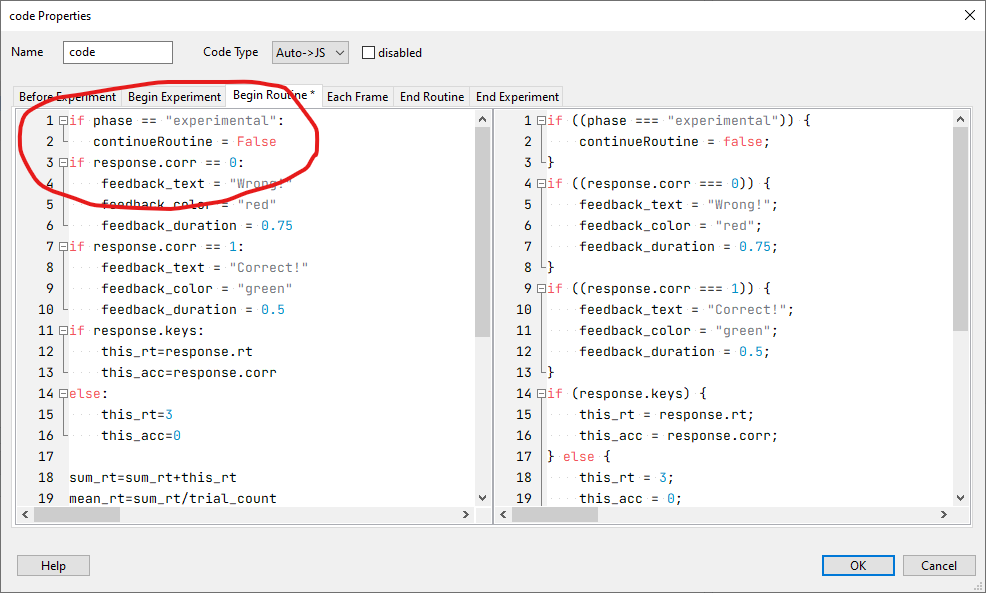 code Properties
Name code Code Type Auto->JS disabled
Before Experiment Begin Experiment Begin Routine * Each Frame End Routine End Experiment
1 if phase == "experimental":
2 continueRoutine = False
3 if response.corr == 0:
4 feedback_text = "Wrong!"
5 feedback_color = "red"
6 feedback_duration = 0.75
7 if response.corr == 1:
8 feedback_text = "Correct!"
9 feedback_color = "green"
10 feedback_duration = 0.5
11 if response.keys:
12 this_rt=response.rt
13 this_acc=response.corr
14 else:
15 this_rt=3
16 this_acc=0
17
18 sum_rt=sum_rt+this_rt
19 mean_rt=sum_rt/trial_count
1 if ((phase === "experimental")) {
2 continueRoutine = false;
3 }
4 if ((response.corr === 0)) {
5 feedback_text = "Wrong!";
6 feedback_color = "red";
7 feedback_duration = 0.75;
8 }
9 if ((response.corr === 1)) {
10 feedback_text = "Correct!";
11 feedback_color = "green";
12 feedback_duration = 0.5;
13 }
14 if (response.keys) {
15 this_rt = response.rt;
16 this_acc = response.corr;
17 } else {
18 this_rt = 3;
19 this_acc = 0;
Help OK Cancel